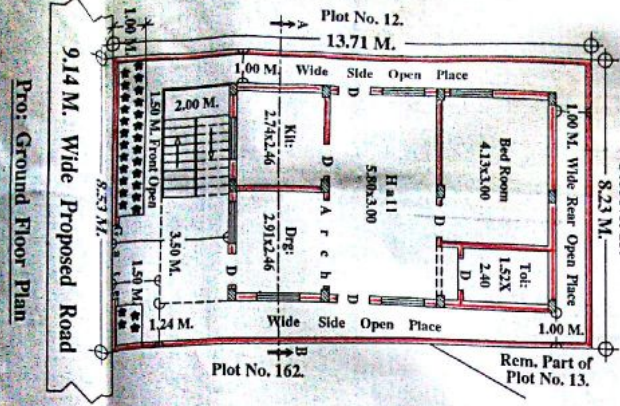 Plot No. 12.
13.71 M.
1.00 M.
A
1.00 M. Wide Side Open Place
8.23 M.
1.00 M. Wide Rear Open Place
Bed Room
4.13x3.00
Toi:
1.52X
2.40
D
D
D
Hall
5.80x3.00
D
D
Arch
D
Kit:
2.74x2.46
Drg:
2.91x2.46
D
2.00 M.
1.50 M. Front Open
3.50 M.
1.50 M.
1.24 M.
Wide Side Open Place
1.00 M.
B
8.53 M.
Plot No. 162.
Rem. Part of
Plot No. 13.
9.14 M. Wide Proposed Road
Pro: Ground Floor Plan